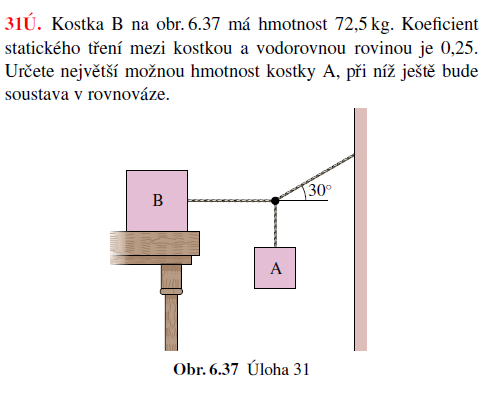 31Ú. Kostka B na obr. 6.37 má hmotnost 72,5 kg. Koeficient
statického tření mezi kostkou a vodorovnou rovinou je 0,25.
Určete největší možnou hmotnost kostky A, při níž ještě bude
soustava v rovnováze.
30°
B
A
Obr. 6.37 Úloha 31